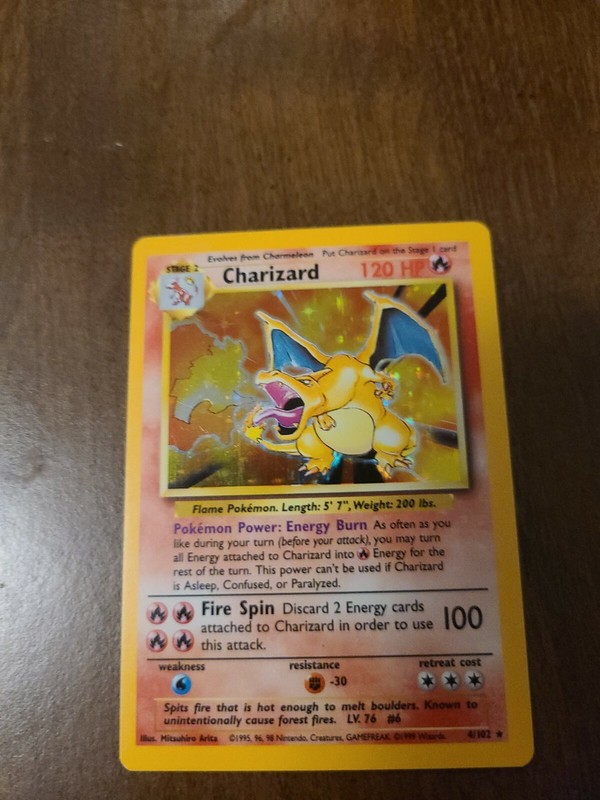 Evolves from Charmeleon Put Charizard on the Stage 1 card
STAGE 2
Charizard 120 HP
Flame Pokémon. Length: 5' 7", Weight: 200 lbs.
Pokémon Power: Energy Burn As often as you
like during your turn (before your attack), you may turn
all Energy attached to Charizard into Energy for the
rest of the turn. This power can't be used if Charizard
is Asleep, Confused, or Paralyzed.
Fire Spin Discard 2 Energy cards
attached to Charizard in order to use 100
this attack.
weakness resistance retreat cost
-30
Spits fire that is hot enough to melt boulders. Known to
unintentionally cause forest fires. LV. 76 #6
Illus. Mitsuhiro Arita ©1995, 96, 98 Nintendo, Creatures, GAMEFREAK. ©1999 Wizards. 4/102 ★